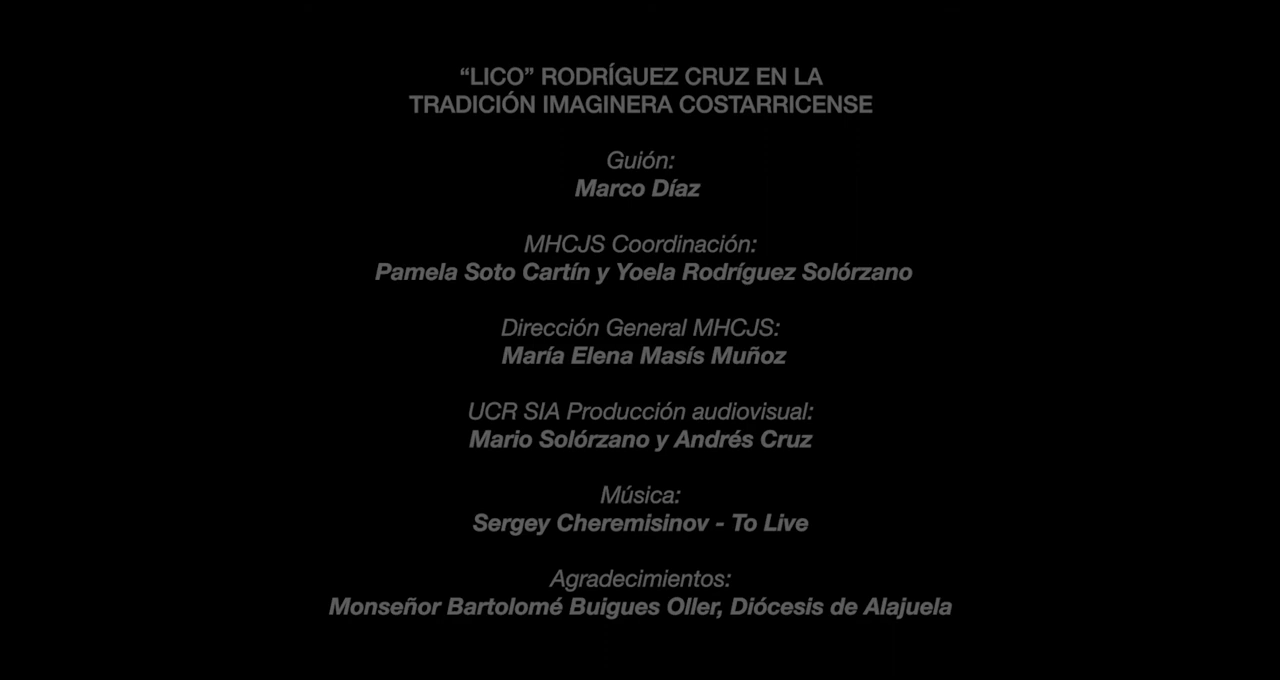 “LICO” RODRÍGUEZ CRUZ EN LA
TRADICIÓN IMAGINERA COSTARRICENSE
Guión:
Marco Díaz
MHCJS Coordinación:
Pamela Soto Cartín y Yoela Rodríguez Solórzano
Dirección General MHCJS:
María Elena Masís Muñoz
UCR SIA Producción audiovisual:
Mario Solórzano y Andrés Cruz
Música:
Sergey Cheremisinov - To Live
Agradecimientos:
Monseñor Bartolomé Buigues Oller, Diócesis de Alajuela